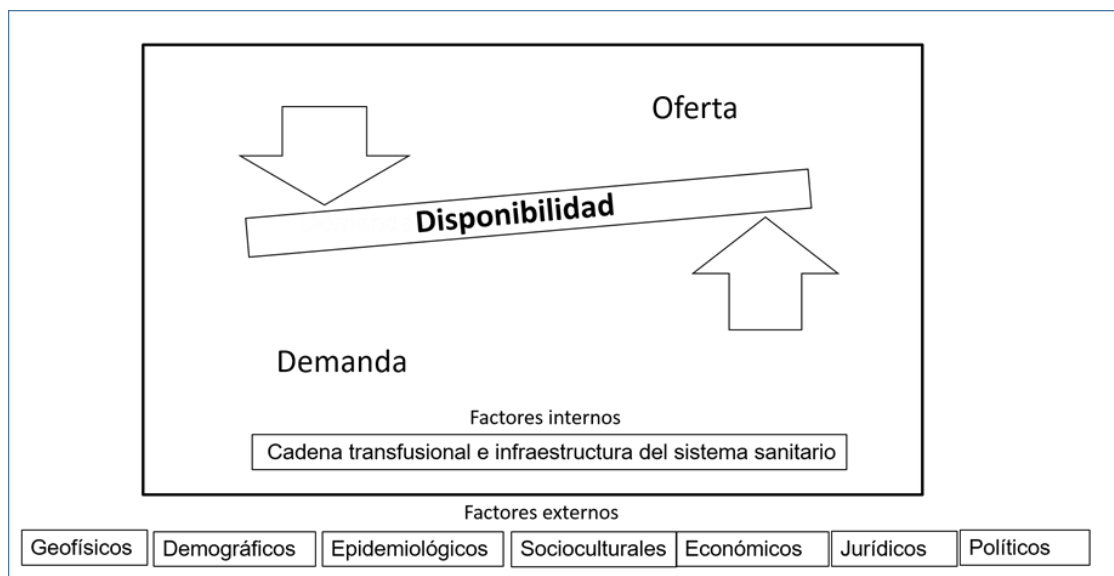 Oferta
Disponibilidad
Demanda
Factores internos
Cadena transfusional e infraestructura del sistema sanitario
Factores externos
Geofísicos
Demográficos
Epidemiológicos
Socioculturales
Económicos
Jurídicos
Políticos